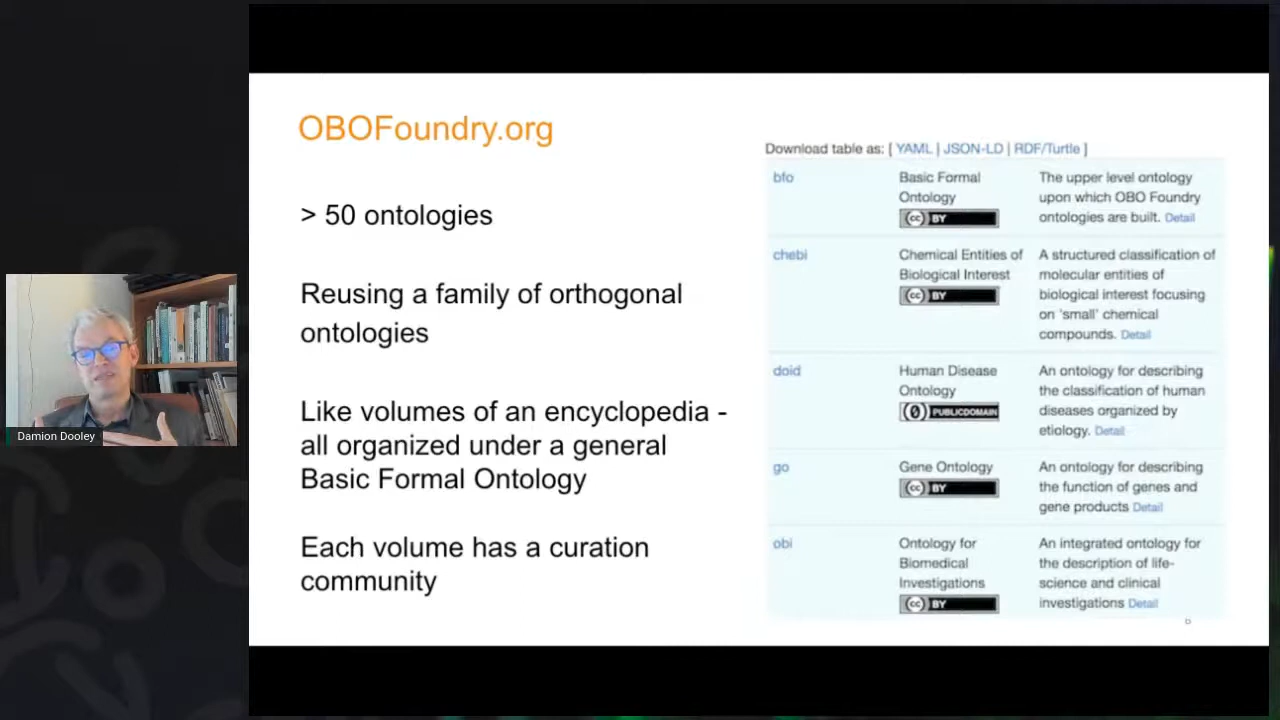 OBOFoundry.org
> 50 ontologies
Reusing a family of orthogonal
ontologies
Like volumes of an encyclopedia -
all organized under a general
Basic Formal Ontology
Each volume has a curation
community
Download table as: [ YAML | JSON-LD | RDF/Turtle ]
bfo
Basic Formal
Ontology
(cc) BY
The upper level ontology
upon which OBO Foundry
ontologies are built. Detail
chebi
Chemical Entities of
Biological Interest
(cc) BY
A structured classification of
molecular entities of
biological interest focusing
on 'small' chemical
compounds. Detail
doid
Human Disease
Ontology
(0) PUBLICDOMAIN
An ontology for describing
the classification of human
diseases organized by
etiology. Detail
go
Gene Ontology
(cc) BY
An ontology for describing
the function of genes and
gene products Detail
obi
Ontology for
Biomedical
Investigations
(cc) BY
An integrated ontology for
the description of life-
science and clinical
investigations Detail
6
Damion Dooley